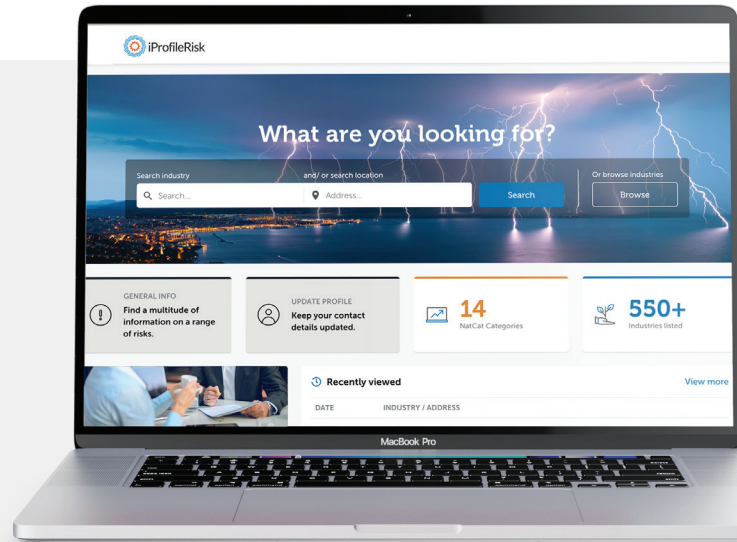 iProfileRisk
What are you looking for?
Search industry
and/ or search location
Or browse industries
Search...
Address...
Search
Browse
GENERAL INFO
Find a multitude of
information on a range
of risks.
UPDATE PROFILE
Keep your contact
details updated.
14
NatCat Categories
550+
Industries listed
Recently viewed
View more
DATE
INDUSTRY / ADDRESS
MacBook Pro